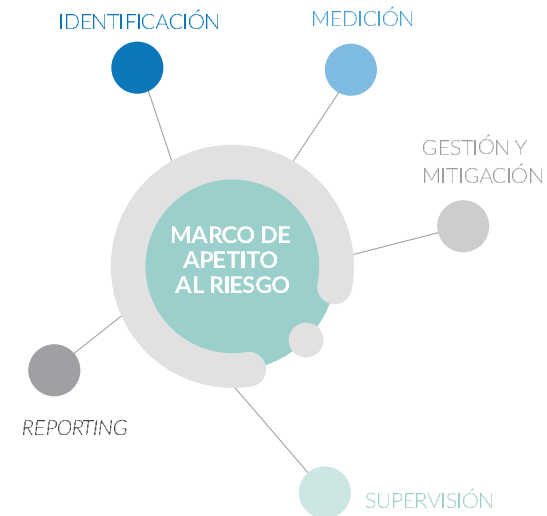 IDENTIFICACIÓN
MEDICIÓN
GESTIÓN Y
MITIGACIÓN
MARCO DE
APETITO
AL RIESGO
REPORTING
SUPERVISIÓN